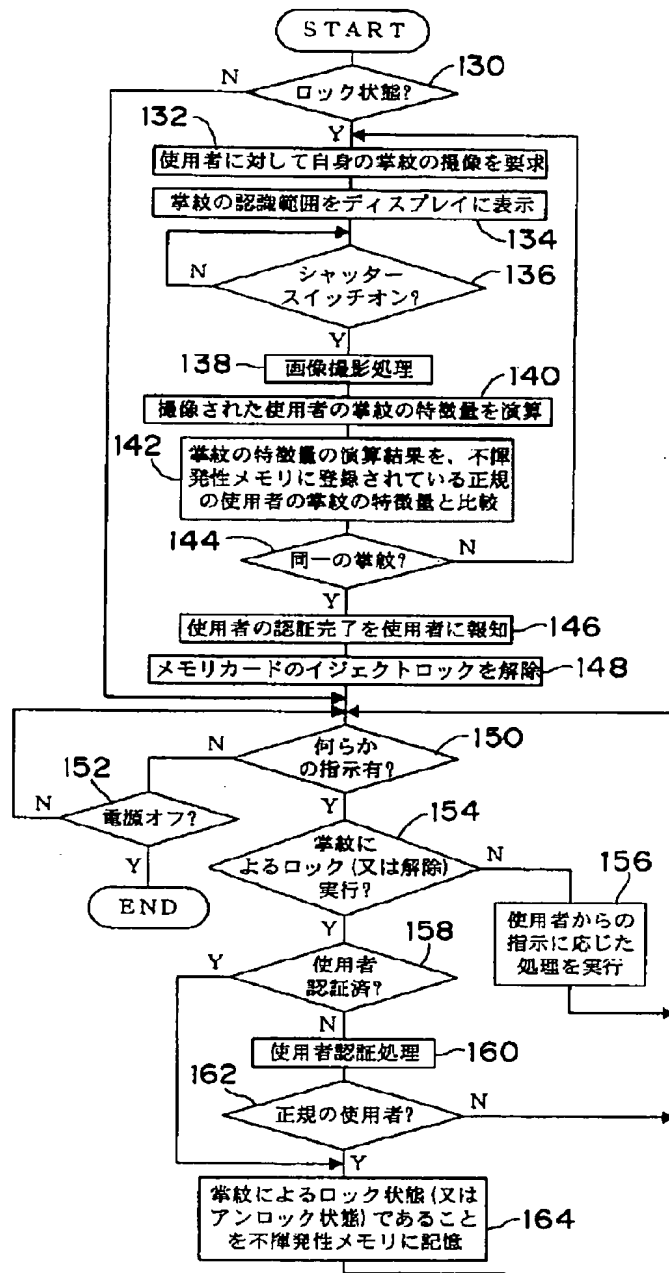 START
130
N
ロック状態?
132
Y
使用者に対して自身の掌紋の撮像を要求
掌紋の認識範囲をディスプレイに表示
134
N
シャッター
スイッチオン?
136
Y
138
画像撮影処理
140
撮像された使用者の掌紋の特徴量を演算
142
掌紋の特徴量の演算結果を、不揮
発性メモリに登録されている正規
の使用者の掌紋の特徴量と比較
144
同一の掌紋?
N
Y
使用者の認証完了を使用者に報知
146
メモリカードのイジェクトロックを解除
148
N
何らか
の指示有?
150
152
N
電源オフ?
Y
154
Y
END
掌紋に
よるロック(又は解除)
実行?
N
156
使用者からの
指示に応じた
処理を実行
Y
158
Y
使用者
認証済?
N
使用者認証処理
160
162
正規の使用者?
N
Y
掌紋によるロック状態(又は
アンロック状態)であること
を不揮発性メモリに記憶
164